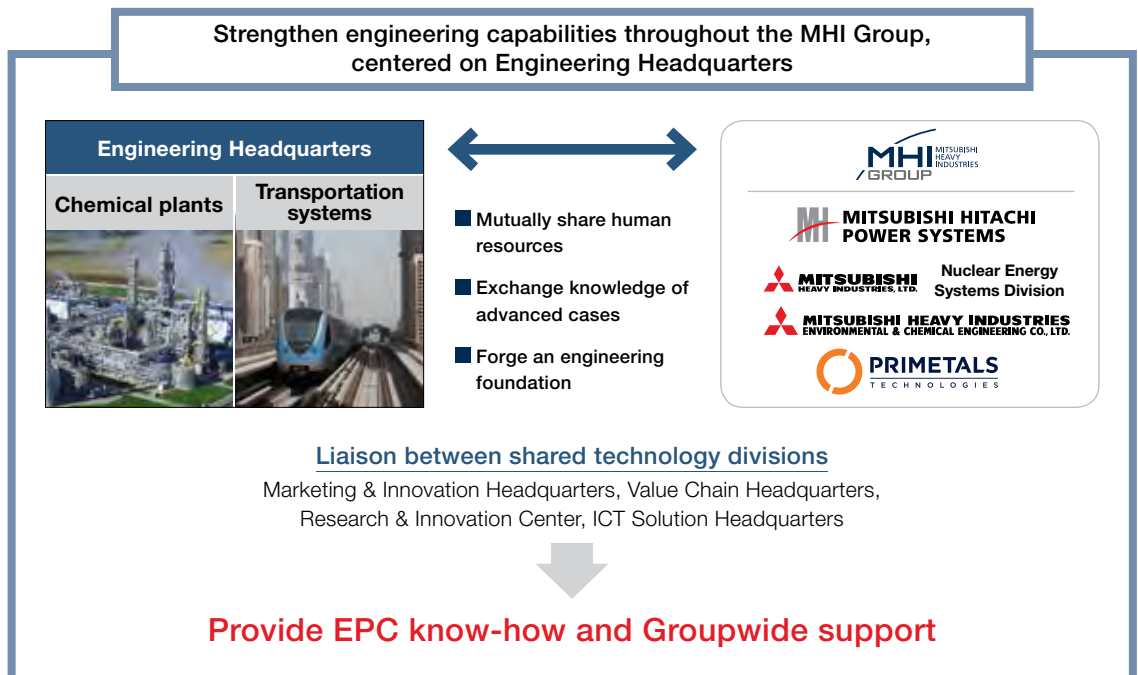 Strengthen engineering capabilities throughout the MHI Group,
centered on Engineering Headquarters
Engineering Headquarters
Chemical plants
Transportation
systems
■ Mutually share human
resources
■ Exchange knowledge of
advanced cases
■ Forge an engineering
foundation
MHI MITSUBISHI
HEAVY
INDUSTRIES
GROUP
MITSUBISHI HITACHI
POWER SYSTEMS
MITSUBISHI
HEAVY INDUSTRIES, LTD.
Nuclear Energy
Systems Division
MITSUBISHI HEAVY INDUSTRIES
ENVIRONMENTAL & CHEMICAL ENGINEERING CO., LTD.
PRIMETALS
TECHNOLOGIES
Liaison between shared technology divisions
Marketing & Innovation Headquarters, Value Chain Headquarters,
Research & Innovation Center, ICT Solution Headquarters
Provide EPC know-how and Groupwide support